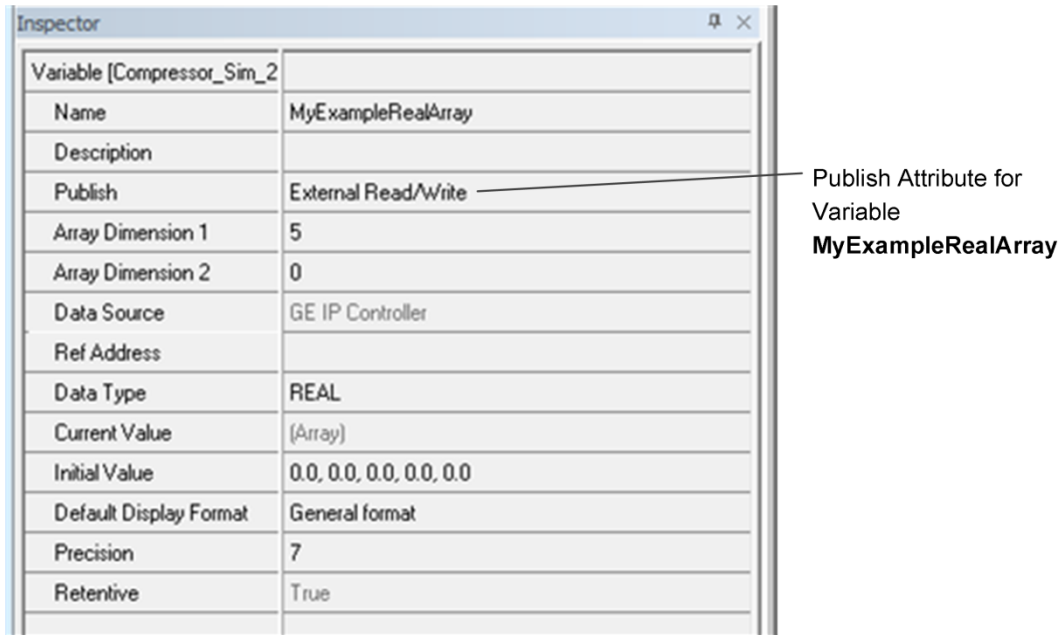 Inspector
Variable [Compressor_Sim_2
Name MyExampleRealArray
Description
Publish External Read/Write
Array Dimension 1 5
Array Dimension 2 0
Data Source GE IP Controller
Ref Address
Data Type REAL
Current Value (Array)
Initial Value 0.0, 0.0, 0.0, 0.0, 0.0
Default Display Format General format
Precision 7
Retentive True
Publish Attribute for
Variable
MyExampleRealArray